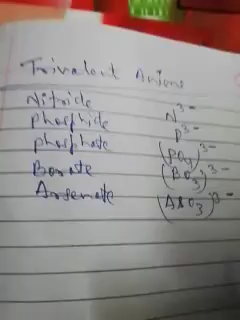 Trivalent Anions
Nitride N³⁻
phosphide P³⁻
phosphate (PO₄)³⁻
Borate (BO₃)³⁻
Arsenate (AsO₃)³⁻